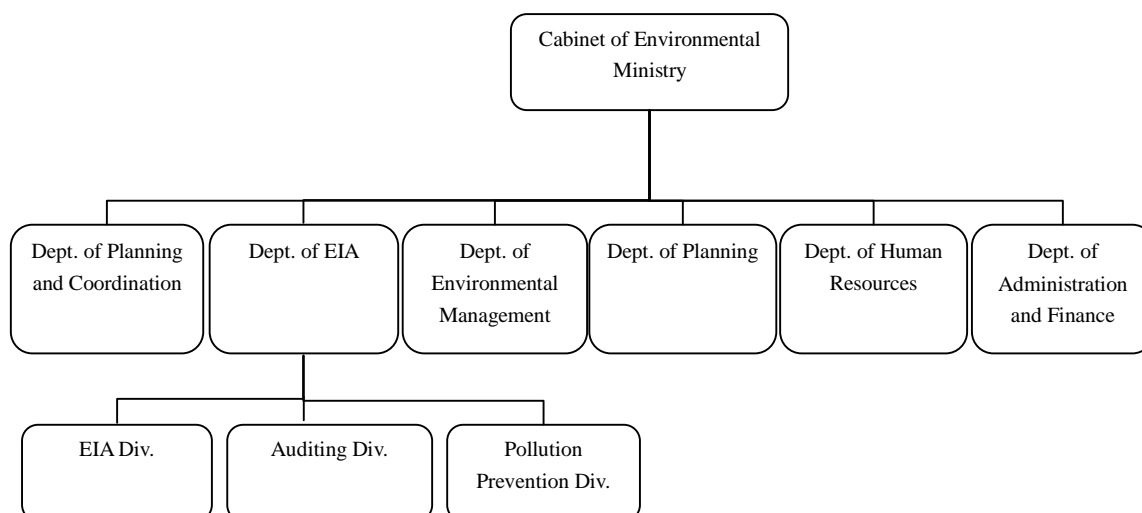 Cabinet of Environmental
Ministry
Dept. of Planning
and Coordination
Dept. of EIA
Dept. of
Environmental
Management
Dept. of Planning
Dept. of Human
Resources
Dept. of
Administration
and Finance
EIA Div.
Auditing Div.
Pollution
Prevention Div.